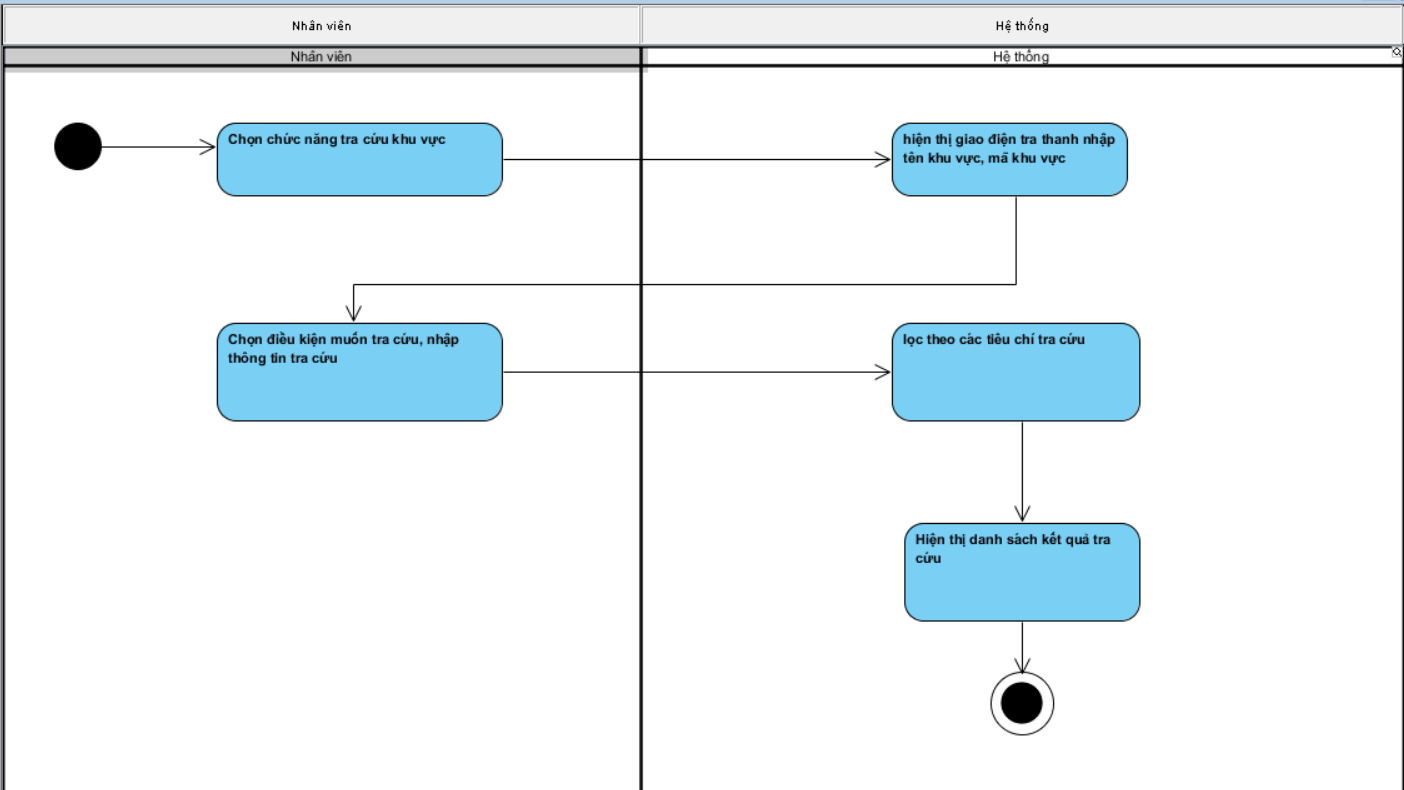 Nhân viên
Hệ thống
Nhân viên
Hệ thống
Chọn chức năng tra cứu khu vực
hiện thị giao điện tra thanh nhập
tên khu vực, mã khu vực
Chọn điều kiện muốn tra cứu, nhập
thông tin tra cứu
lọc theo các tiêu chí tra cứu
Hiện thị danh sách kết quả tra
cứu